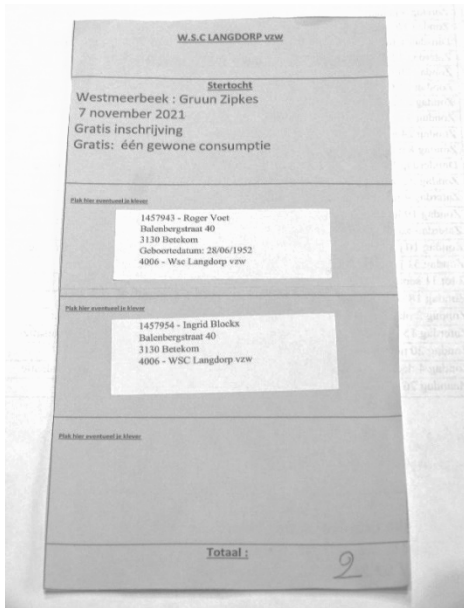 W.S.C LANGDORP vzw
Stertocht
Westmeerbeek : Gruun Zipkes
7 november 2021
Gratis inschrijving
Gratis: één gewone consumptie
Plak hier eventueel je klever
1457943 - Roger Voet
Balenbergstraat 40
3130 Betekom
Geboortedatum: 28/06/1952
4006 - Wsc Langdorp vzw
Plak hier eventueel je klever
1457954 - Ingrid Blockx
Balenbergstraat 40
3130 Betekom
4006 - WSC Langdorp vzw
Plak hier eventueel je klever
Totaal :
2